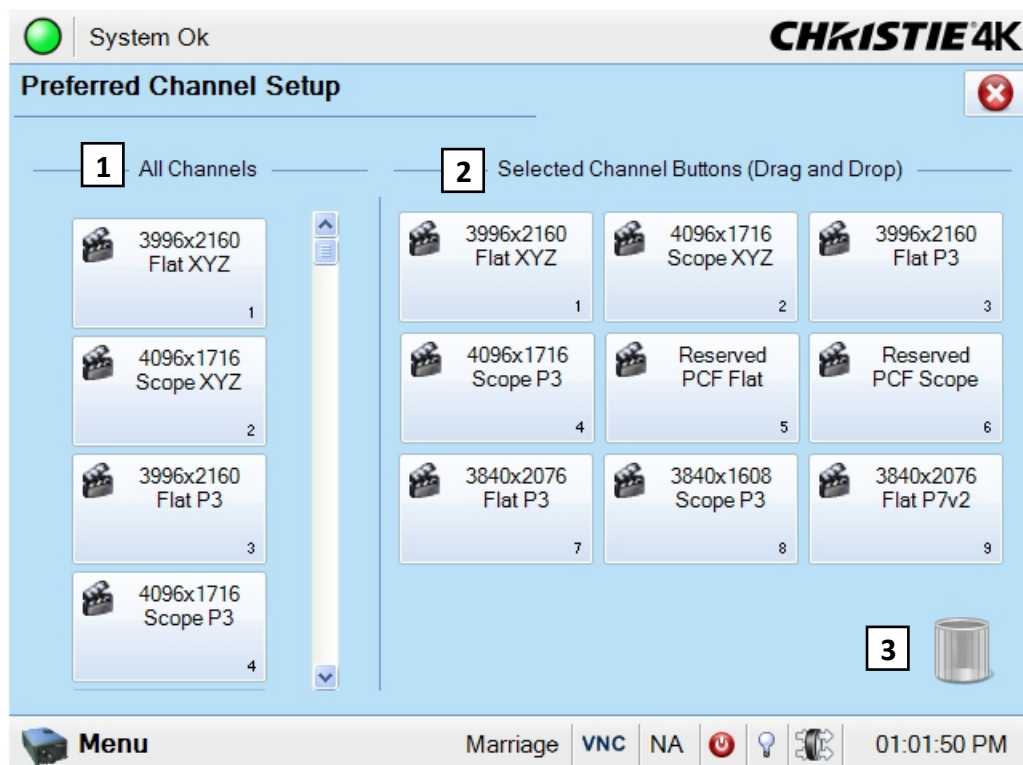 System Ok
CHRISTIE 4K
Preferred Channel Setup
1
All Channels
3996x2160
Flat XYZ
1
4096x1716
Scope XYZ
2
3996x2160
Flat P3
3
4096x1716
Scope P3
4
2
Selected Channel Buttons (Drag and Drop)
3996x2160
Flat XYZ
1
4096x1716
Scope XYZ
2
3996x2160
Flat P3
3
4096x1716
Scope P3
4
Reserved
PCF Flat
5
Reserved
PCF Scope
6
3840x2076
Flat P3
7
3840x1608
Scope P3
8
3840x2076
Flat P7v2
9
3
Menu
Marriage
VNC
NA
01:01:50 PM